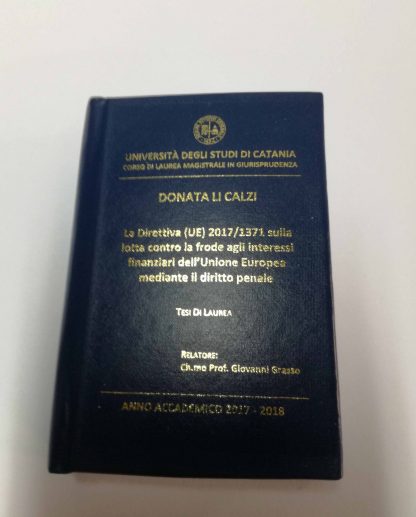 UNIVERSITÀ DEGLI STUDI DI CATANIA
CORSO DI LAUREA MAGISTRALE IN GIURISPRUDENZA
DONATA LI CALZI
La Direttiva (UE) 2017/1371 sulla
lotta contro la frode agli interessi
finanziari dell'Unione Europea
mediante il diritto penale
TESI DI LAUREA
RELATORE:
Ch.mo Prof. Giovanni Grasso
ANNO ACCADEMICO 2017 - 2018